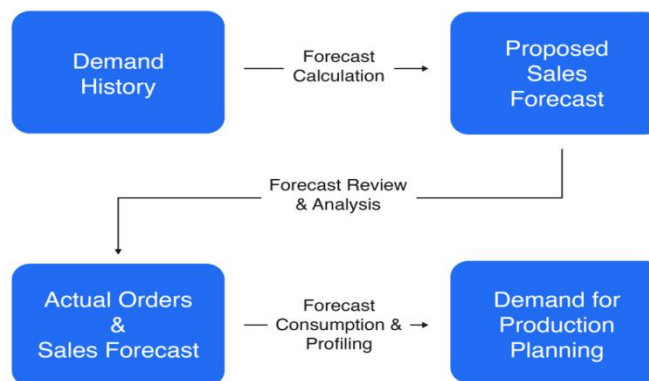 Demand
History
Forecast
Calculation
Proposed
Sales
Forecast
Forecast Review
& Analysis
Actual Orders
&
Sales Forecast
Forecast
Consumption &
Profiling
Demand for
Production
Planning